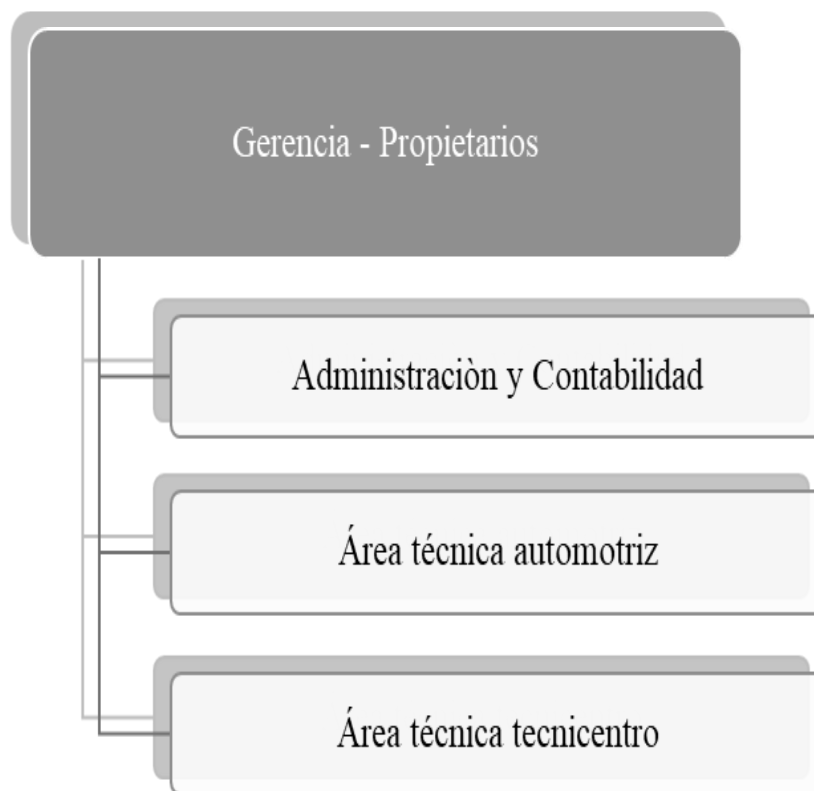 Gerencia - Propietarios
Administraciòn y Contabilidad
Área técnica automotriz
Área técnica tecnicentro